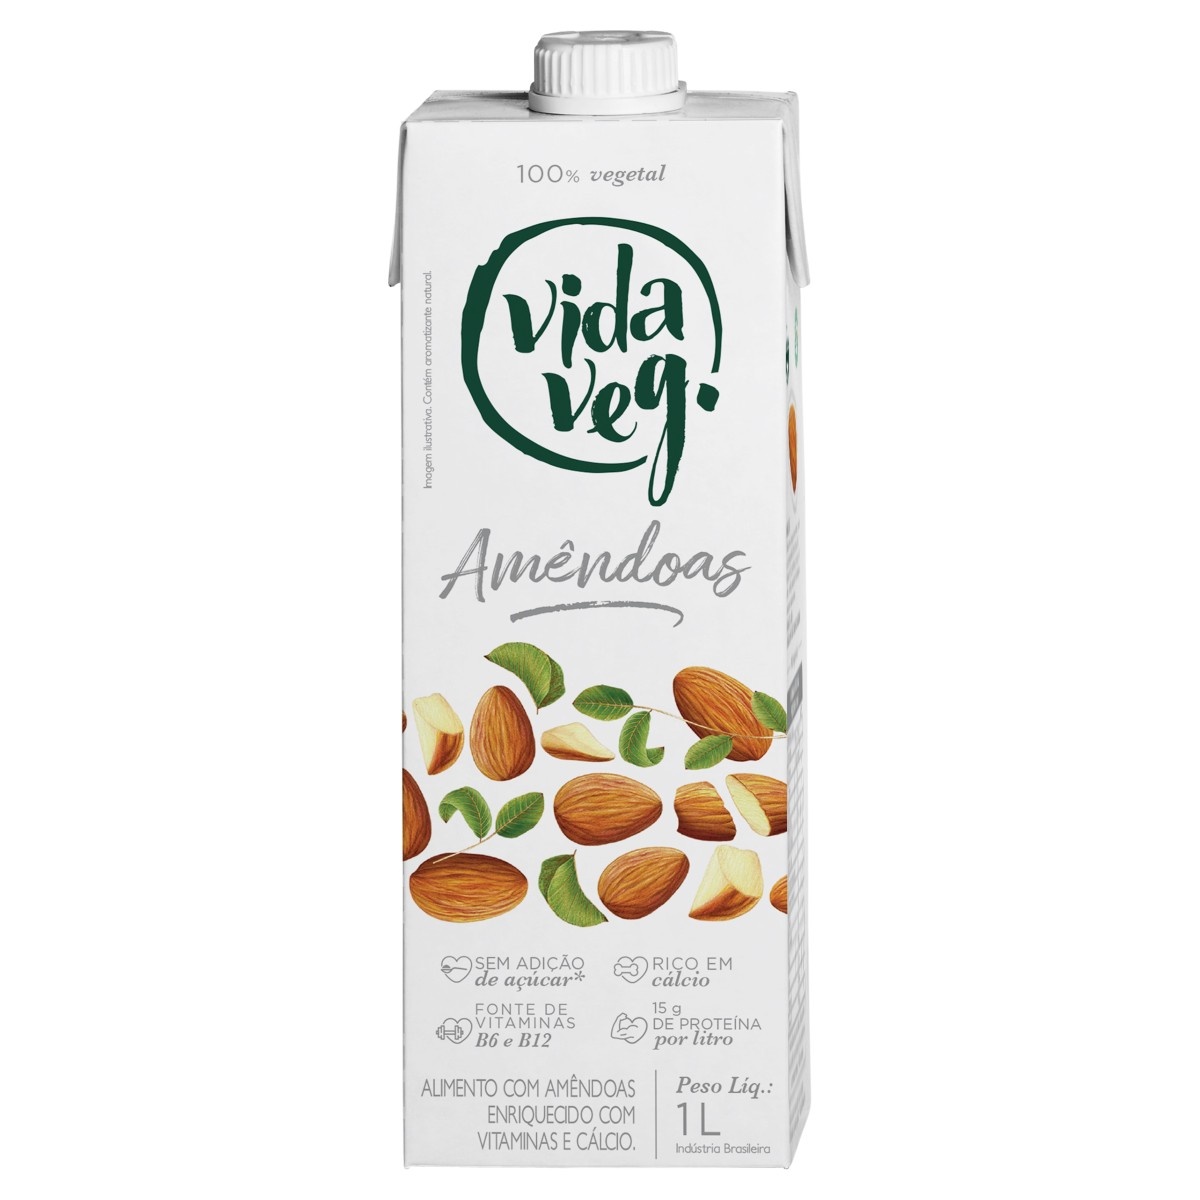 100% vegetal
vida
veg.
Imagem ilustrativa. Contém aromatizante natural.
Amêndoas
SEM ADIÇÃO
de açúcar*
RICO EM
cálcio
FONTE DE
VITAMINAS
B6 e B12
15 g
DE PROTEÍNA
por litro
ALIMENTO COM AMÊNDOAS
ENRIQUECIDO COM
VITAMINAS E CÁLCIO.
Peso Líq.:
1L
Indústria Brasileira